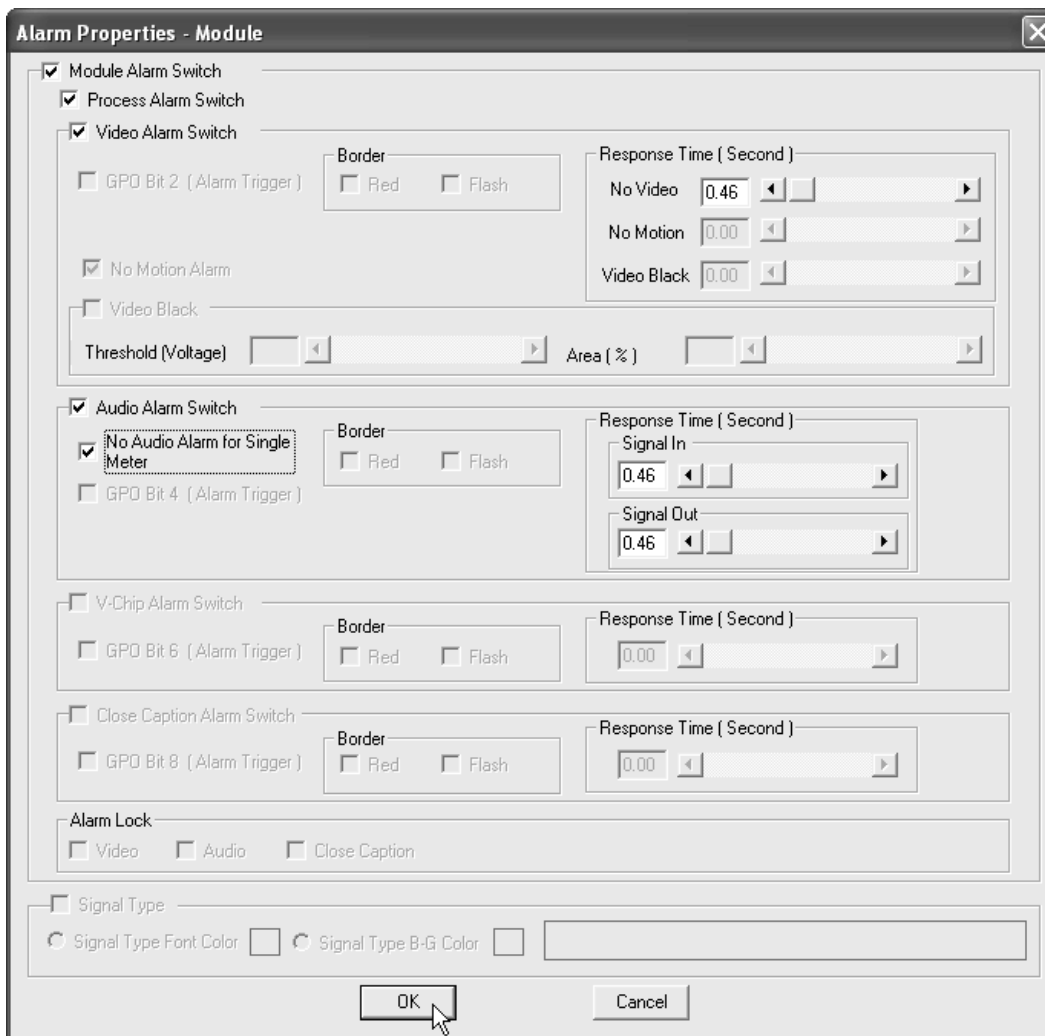 Alarm Properties - Module
Module Alarm Switch
Process Alarm Switch
Video Alarm Switch
GPO Bit 2 ( Alarm Trigger )
Border
Red Flash
Response Time ( Second )
No Video 0.46
No Motion 0.00
Video Black 0.00
No Motion Alarm
Video Black
Threshold (Voltage)
Area ( % )
Audio Alarm Switch
No Audio Alarm for Single
Meter
GPO Bit 4 ( Alarm Trigger )
Border
Red Flash
Response Time ( Second )
Signal In
0.46
Signal Out
0.46
V-Chip Alarm Switch
GPO Bit 6 ( Alarm Trigger )
Border
Red Flash
Response Time ( Second )
0.00
Close Caption Alarm Switch
GPO Bit 8 ( Alarm Trigger )
Border
Red Flash
Response Time ( Second )
0.00
Alarm Lock
Video Audio Close Caption
Signal Type
Signal Type Font Color Signal Type B-G Color
OK Cancel